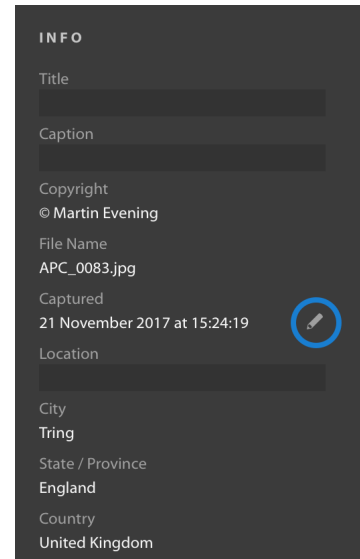 INFO
Title
Caption
Copyright
© Martin Evening
File Name
APC_0083.jpg
Captured
21 November 2017 at 15:24:19
Location
City
Tring
State / Province
England
Country
United Kingdom